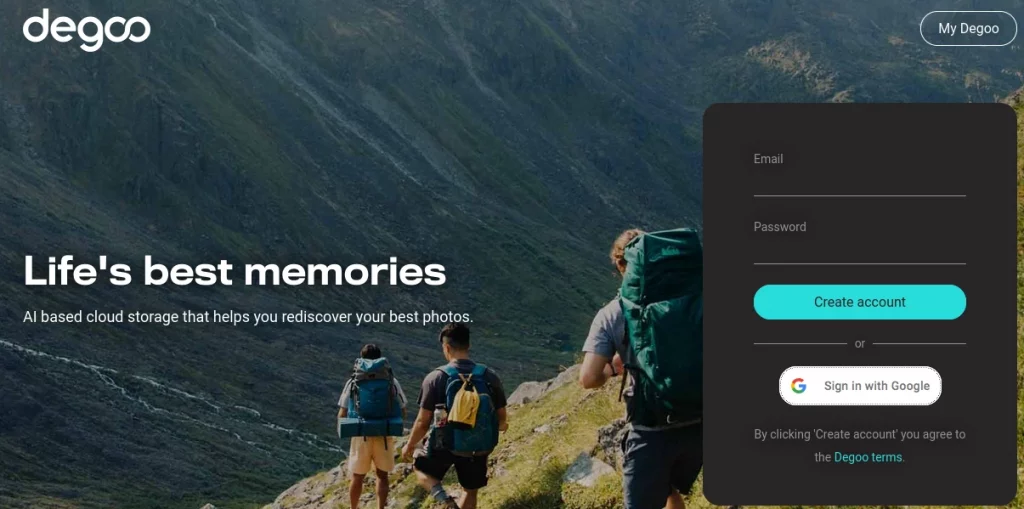 degoo
My Degoo
Life's best memories
AI based cloud storage that helps you rediscover your best photos.
Email
Password
Create account
or
Sign in with Google
By clicking 'Create account' you agree to
the Degoo terms.